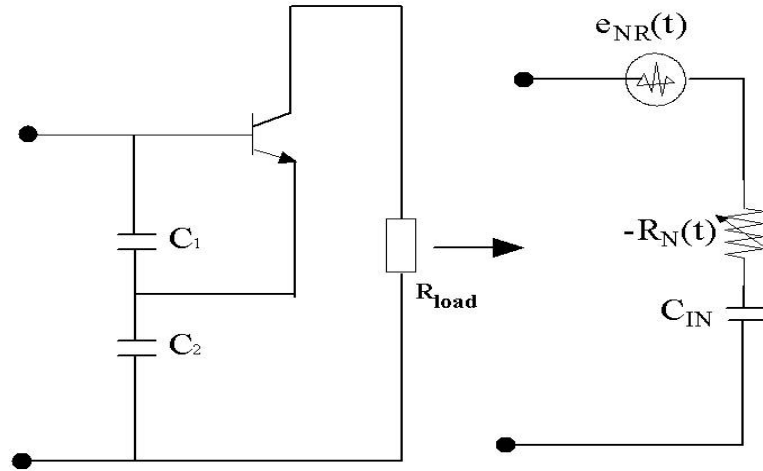 e_NR(t)
C₁
C₂
R_load
-R_N(t)
C_IN